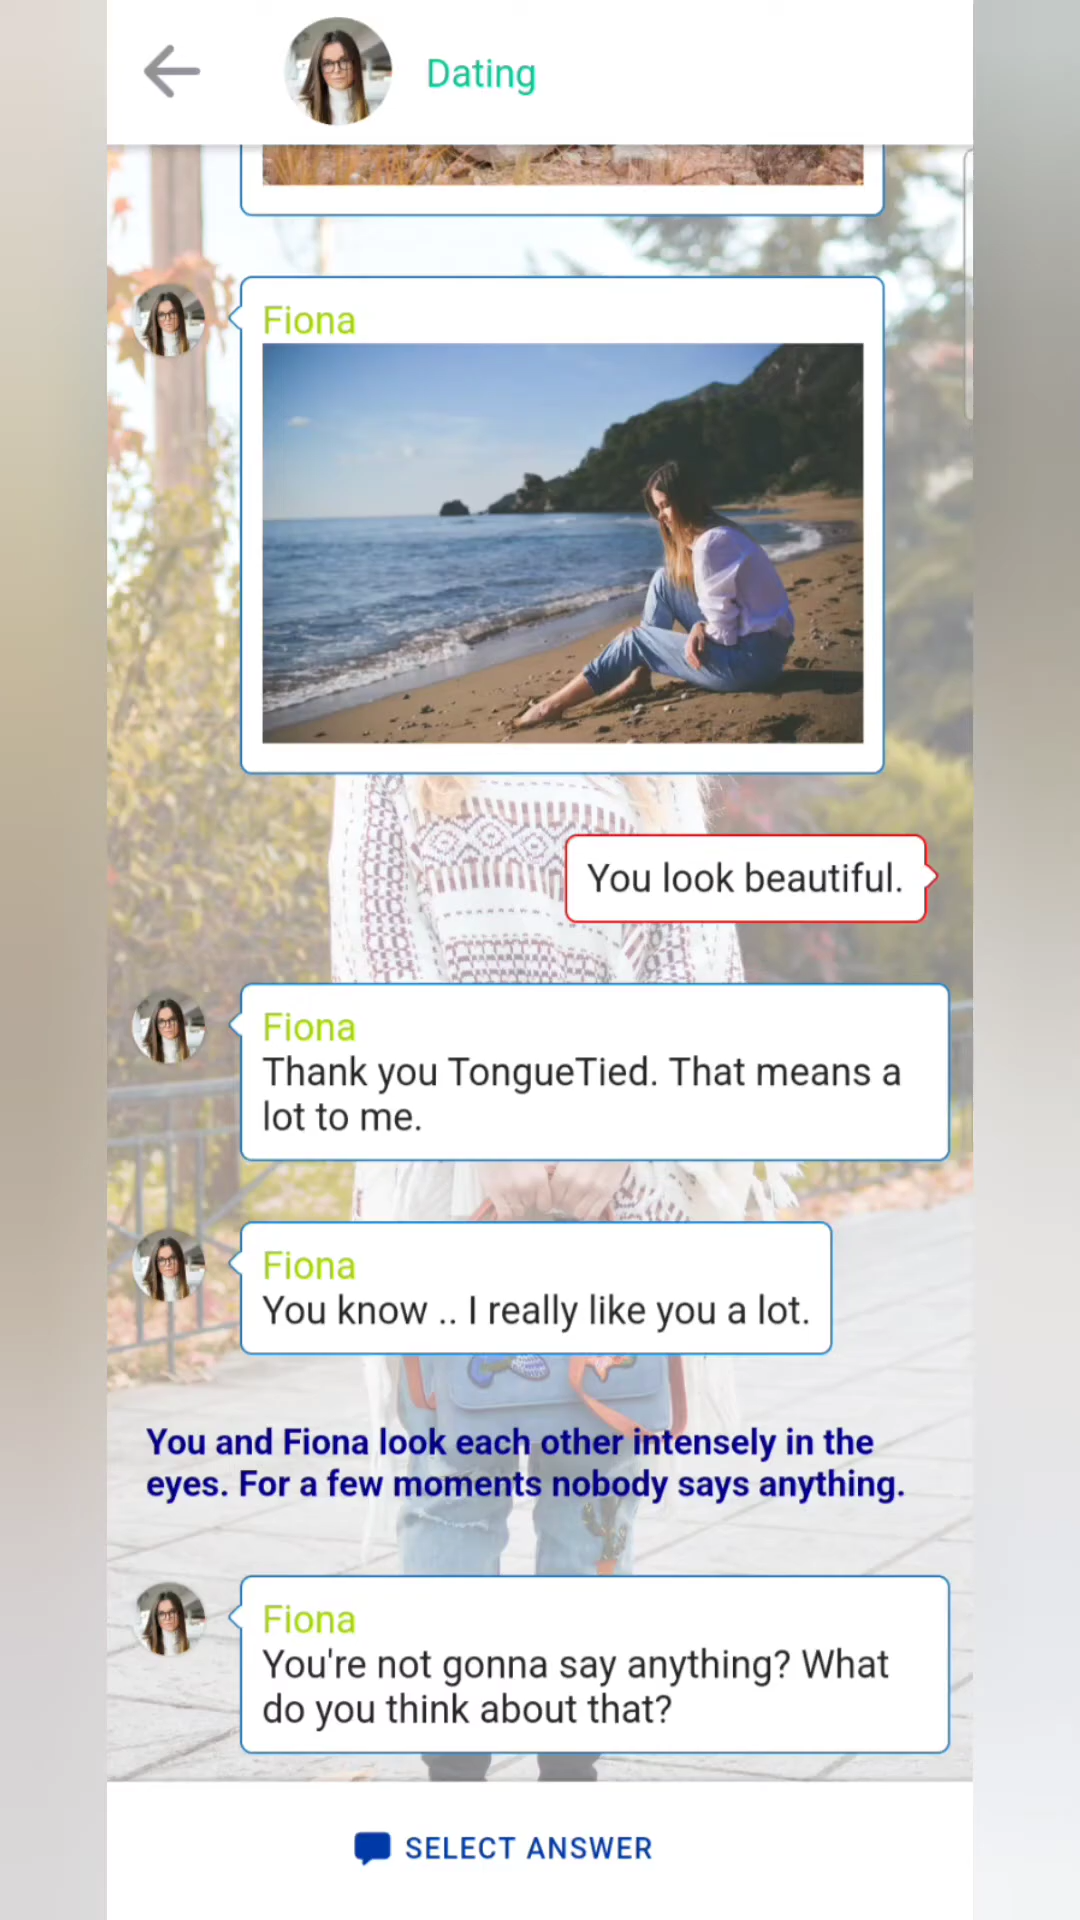 Dating
Fiona
You look beautiful.
Fiona
Thank you TongueTied. That means a
lot to me.
Fiona
You know .. I really like you a lot.
You and Fiona look each other intensely in the
eyes. For a few moments nobody says anything.
Fiona
You're not gonna say anything? What
do you think about that?
SELECT ANSWER